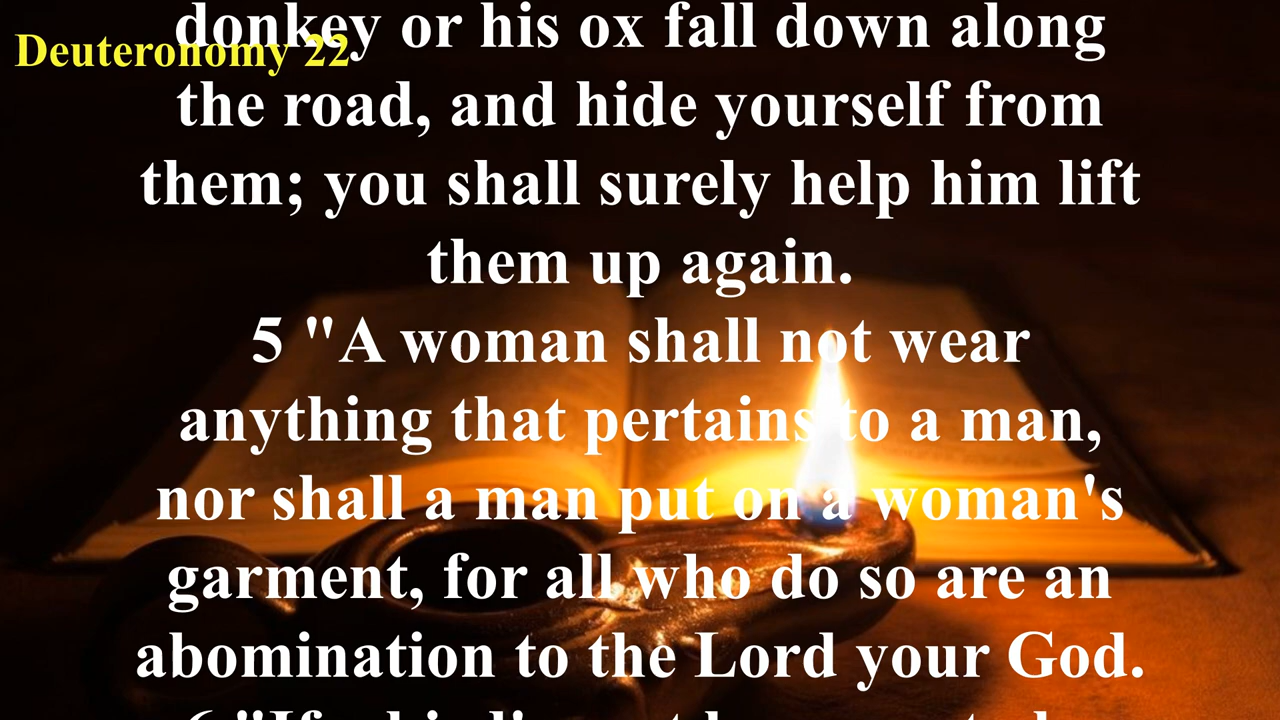 Deuteronomy 22
donkey or his ox fall down along
the road, and hide yourself from
them; you shall surely help him lift
them up again.
5 "A woman shall not wear
anything that pertains to a man,
nor shall a man put on a woman's
garment, for all who do so are an
abomination to the Lord your God.